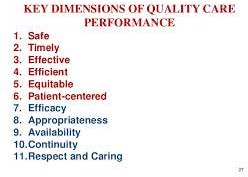 KEY DIMENSIONS OF QUALITY CARE
PERFORMANCE
1. Safe
2. Timely
3. Effective
4. Efficient
5. Equitable
6. Patient-centered
7. Efficacy
8. Appropriateness
9. Availability
10.Continuity
11.Respect and Caring
27